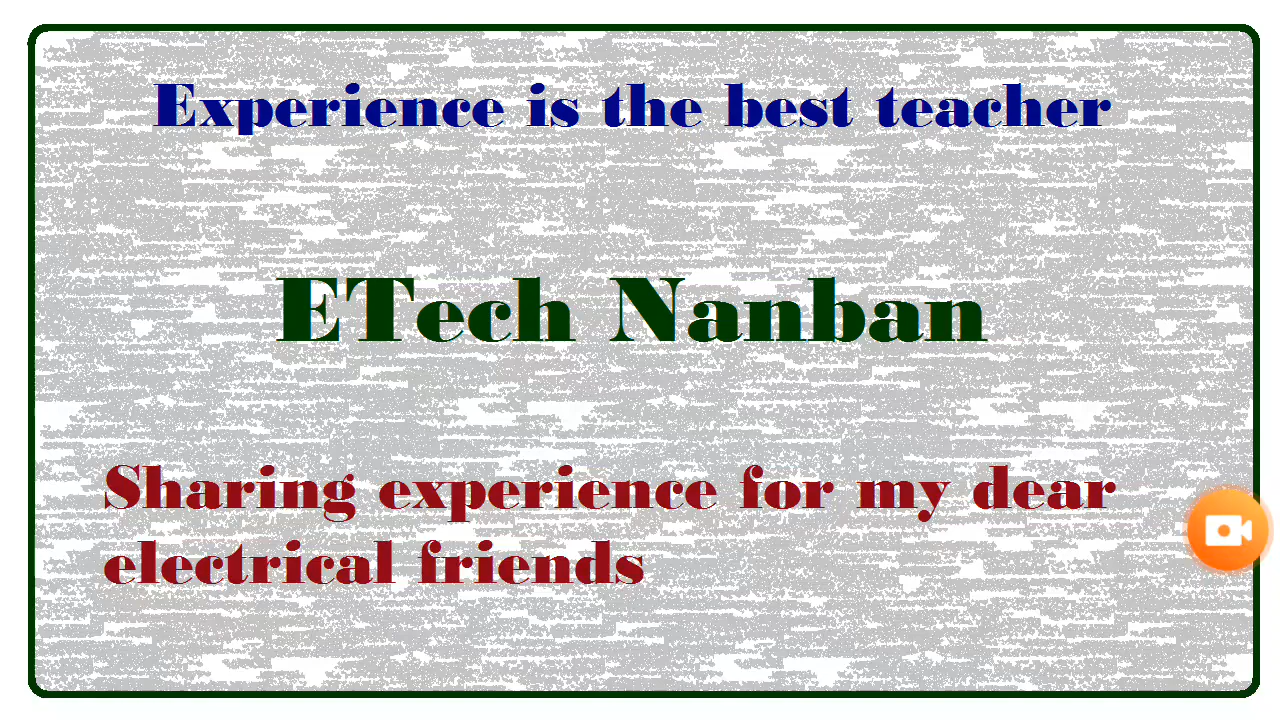 Experience is the best teacher
ETech Nanban
Sharing experience for my dear
electrical friends